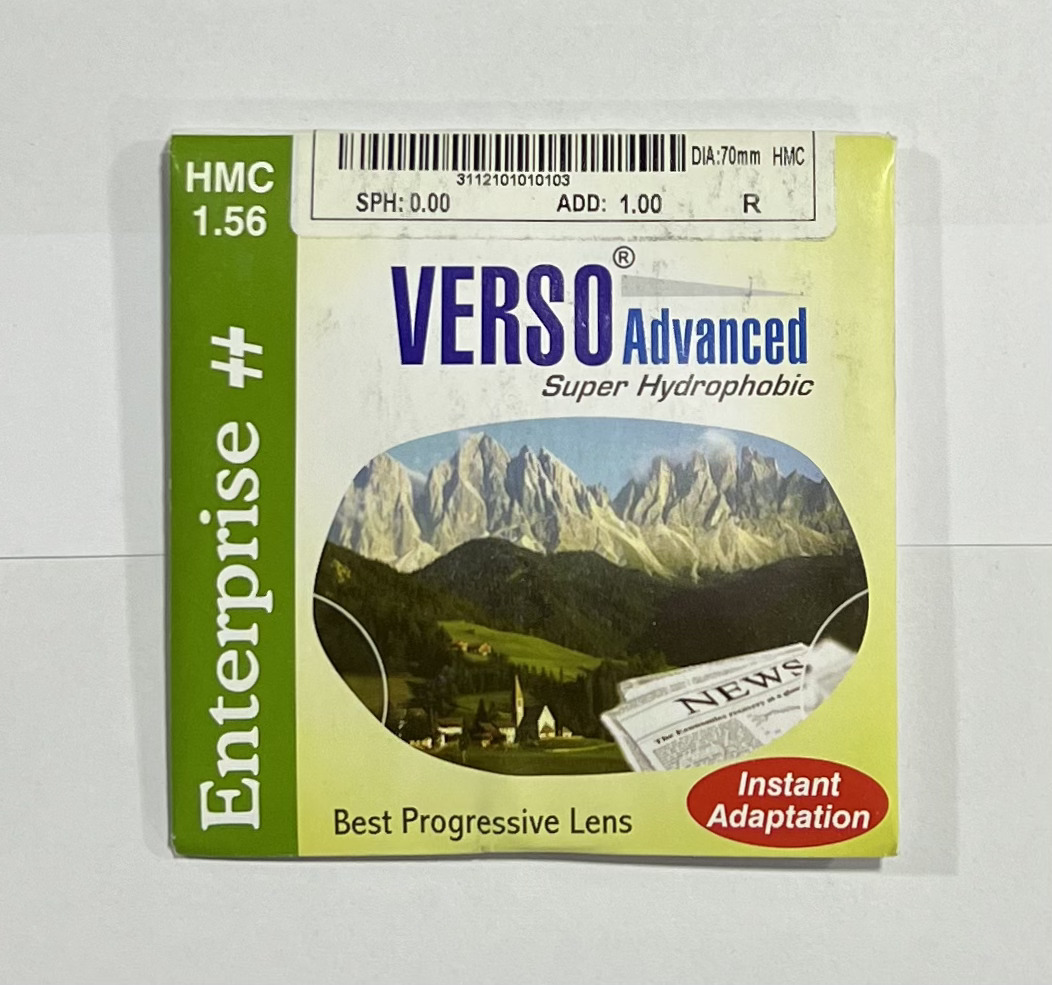 HMC
1.56
Enterprise #
DIA:70mm HMC
3112101010103
SPH: 0.00 ADD: 1.00 R
VERSO®
Advanced
Super Hydrophobic
NEWS
Instant
Adaptation
Best Progressive Lens